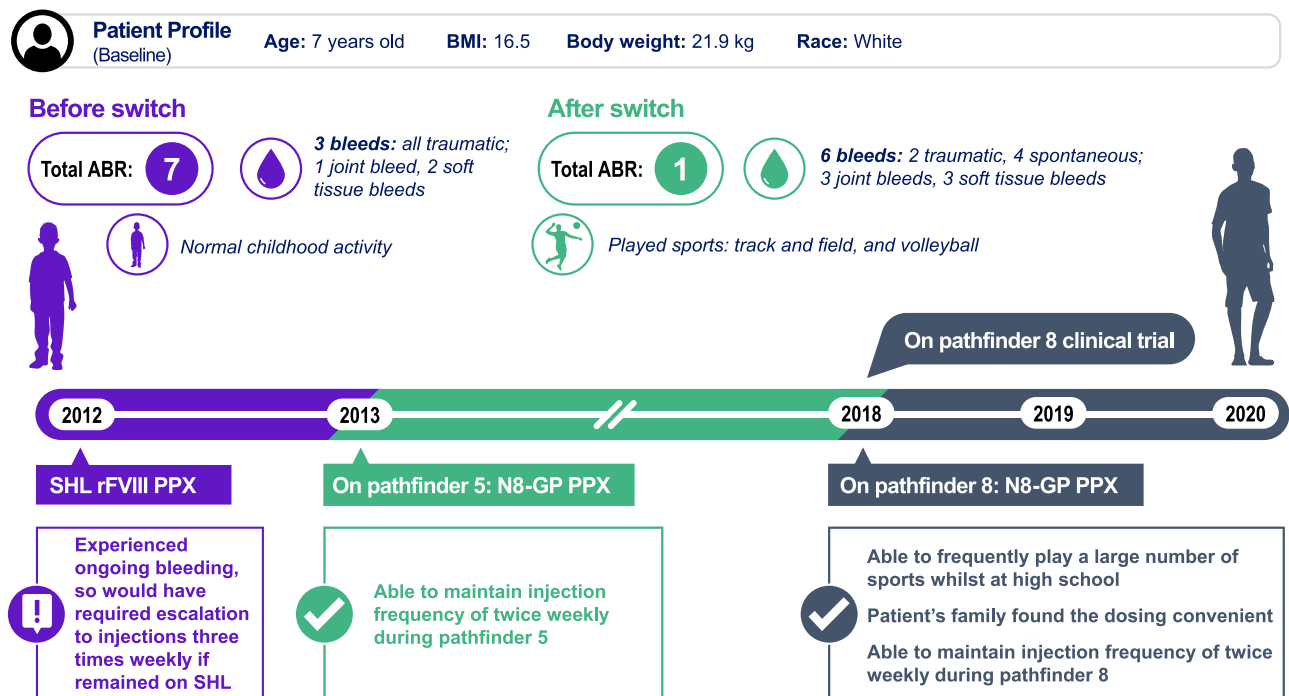 Patient Profile
(Baseline)
Age: 7 years old
BMI: 16.5
Body weight: 21.9 kg
Race: White
Before switch
Total ABR: 7
3 bleeds: all traumatic;
1 joint bleed, 2 soft
tissue bleeds
Normal childhood activity
After switch
Total ABR: 1
6 bleeds: 2 traumatic, 4 spontaneous;
3 joint bleeds, 3 soft tissue bleeds
Played sports: track and field, and volleyball
On pathfinder 8 clinical trial
2012
2013
2018
2019
2020
SHL rFVIII PPX
On pathfinder 5: N8-GP PPX
On pathfinder 8: N8-GP PPX
Experienced
ongoing bleeding,
so would have
required escalation
to injections three
times weekly if
remained on SHL
Able to maintain injection
frequency of twice weekly
during pathfinder 5
Able to frequently play a large number of
sports whilst at high school
Patient's family found the dosing convenient
Able to maintain injection frequency of twice
weekly during pathfinder 8